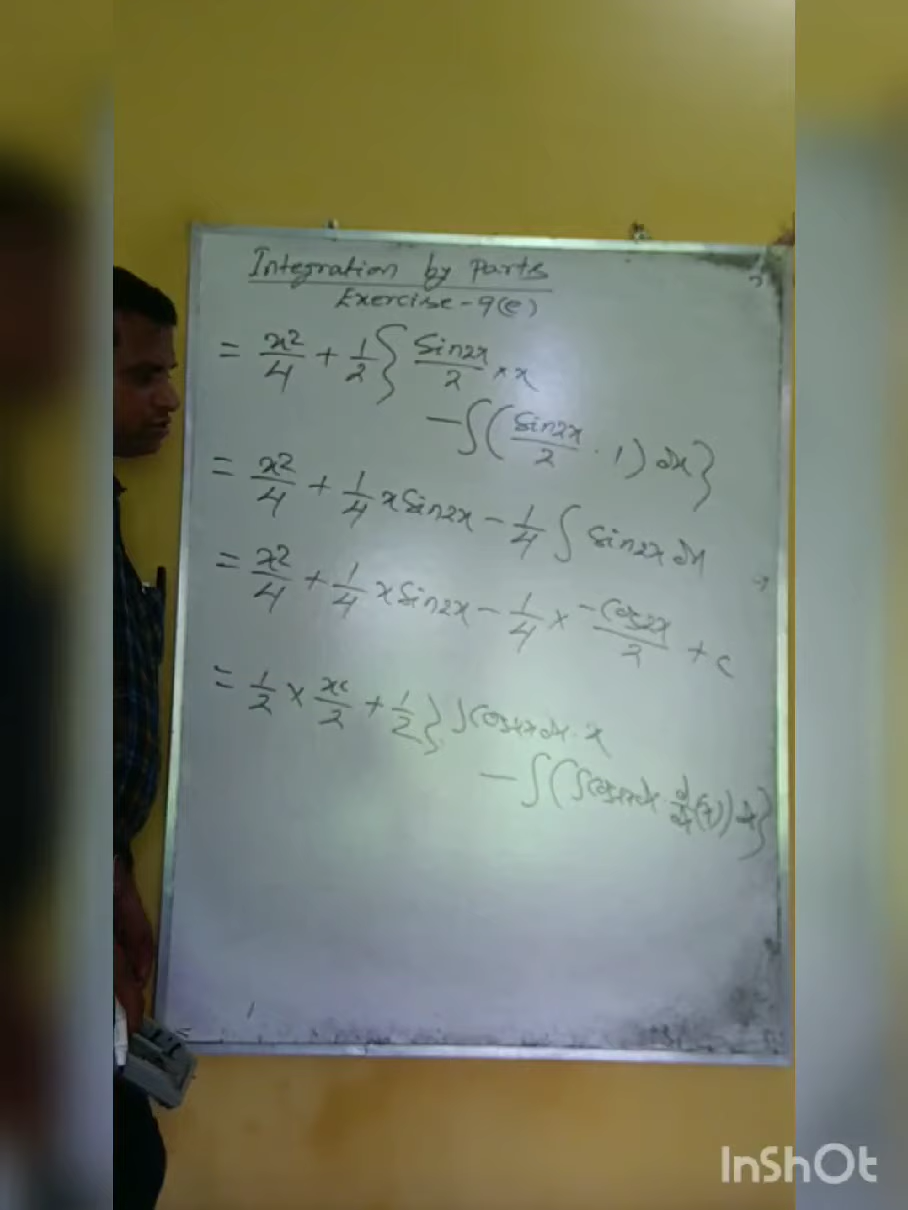 Integration by Parts
Exercise-9(e)
= x²/4 + 1/2 { sin2x/2 × x
- ∫ ( sin2x/2 · 1 ) dx }
= x²/4 + 1/4 x sin2x - 1/4 ∫ sin2x dx
= x²/4 + 1/4 x sin2x - 1/4 × -cos2x/2 + c
= 1/2 × x²/2 + 1/2 { ∫cos2x dx · x
- ∫ ( ∫cos2x dx · d/dx (x) ) dx }
InShOt